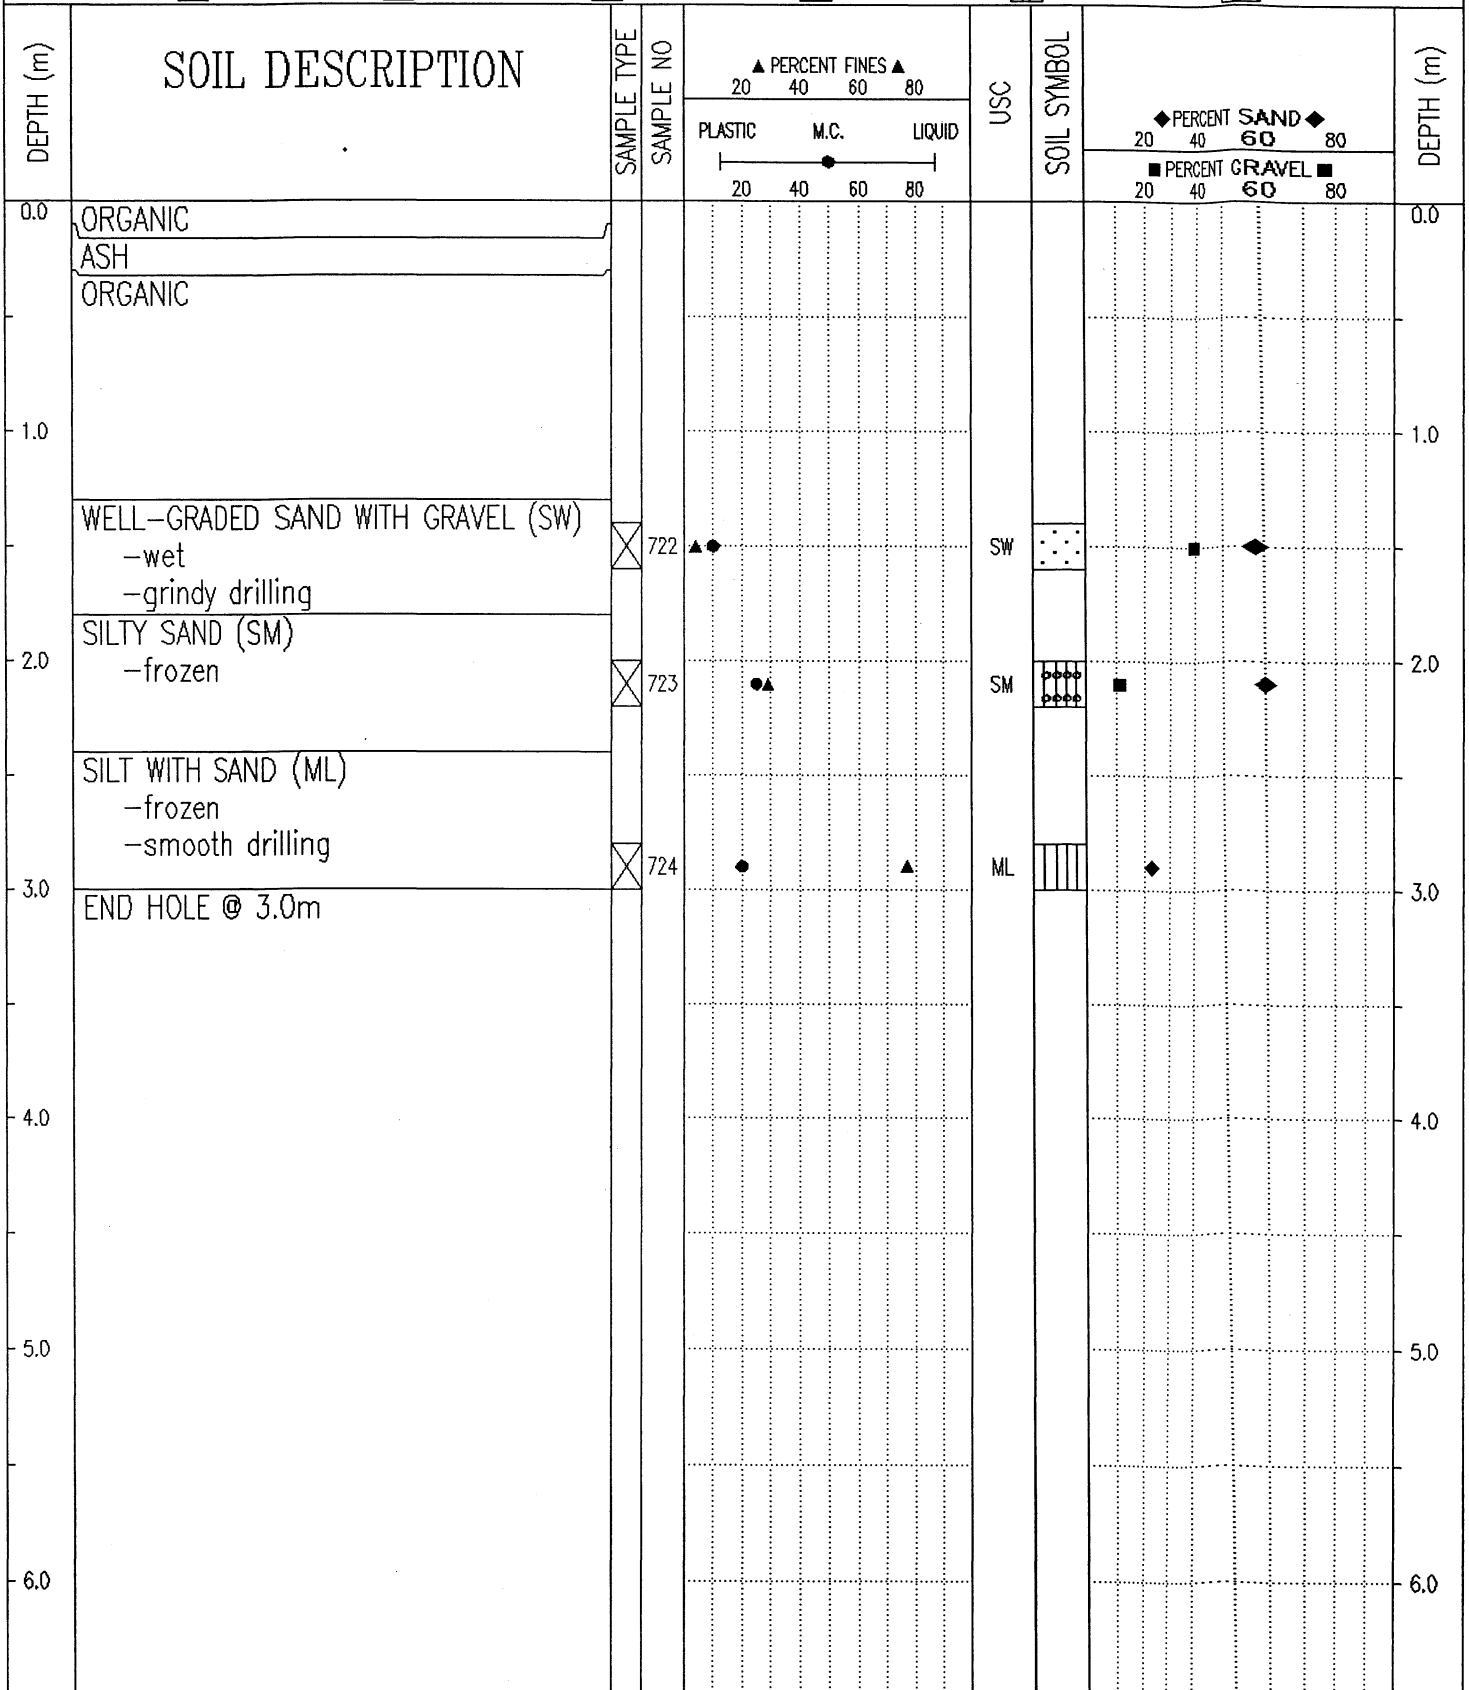 DEPTH (m)
SOIL DESCRIPTION
SAMPLE TYPE
SAMPLE NO
▲ PERCENT FINES ▲
20 40 60 80
PLASTIC M.C. LIQUID
20 40 60 80
USC
SOIL SYMBOL
◆PERCENT SAND◆
20 40 60 80
■PERCENT GRAVEL■
20 40 60 80
DEPTH (m)
0.0 ORGANIC 0.0
ASH
ORGANIC
1.0 1.0
WELL-GRADED SAND WITH GRAVEL (SW)
-wet 722 SW
-grindy drilling
SILTY SAND (SM)
2.0 -frozen 723 SM 2.0
SILT WITH SAND (ML)
-frozen
-smooth drilling 724 ML
3.0 END HOLE @ 3.0m 3.0
4.0 4.0
5.0 5.0
6.0 6.0